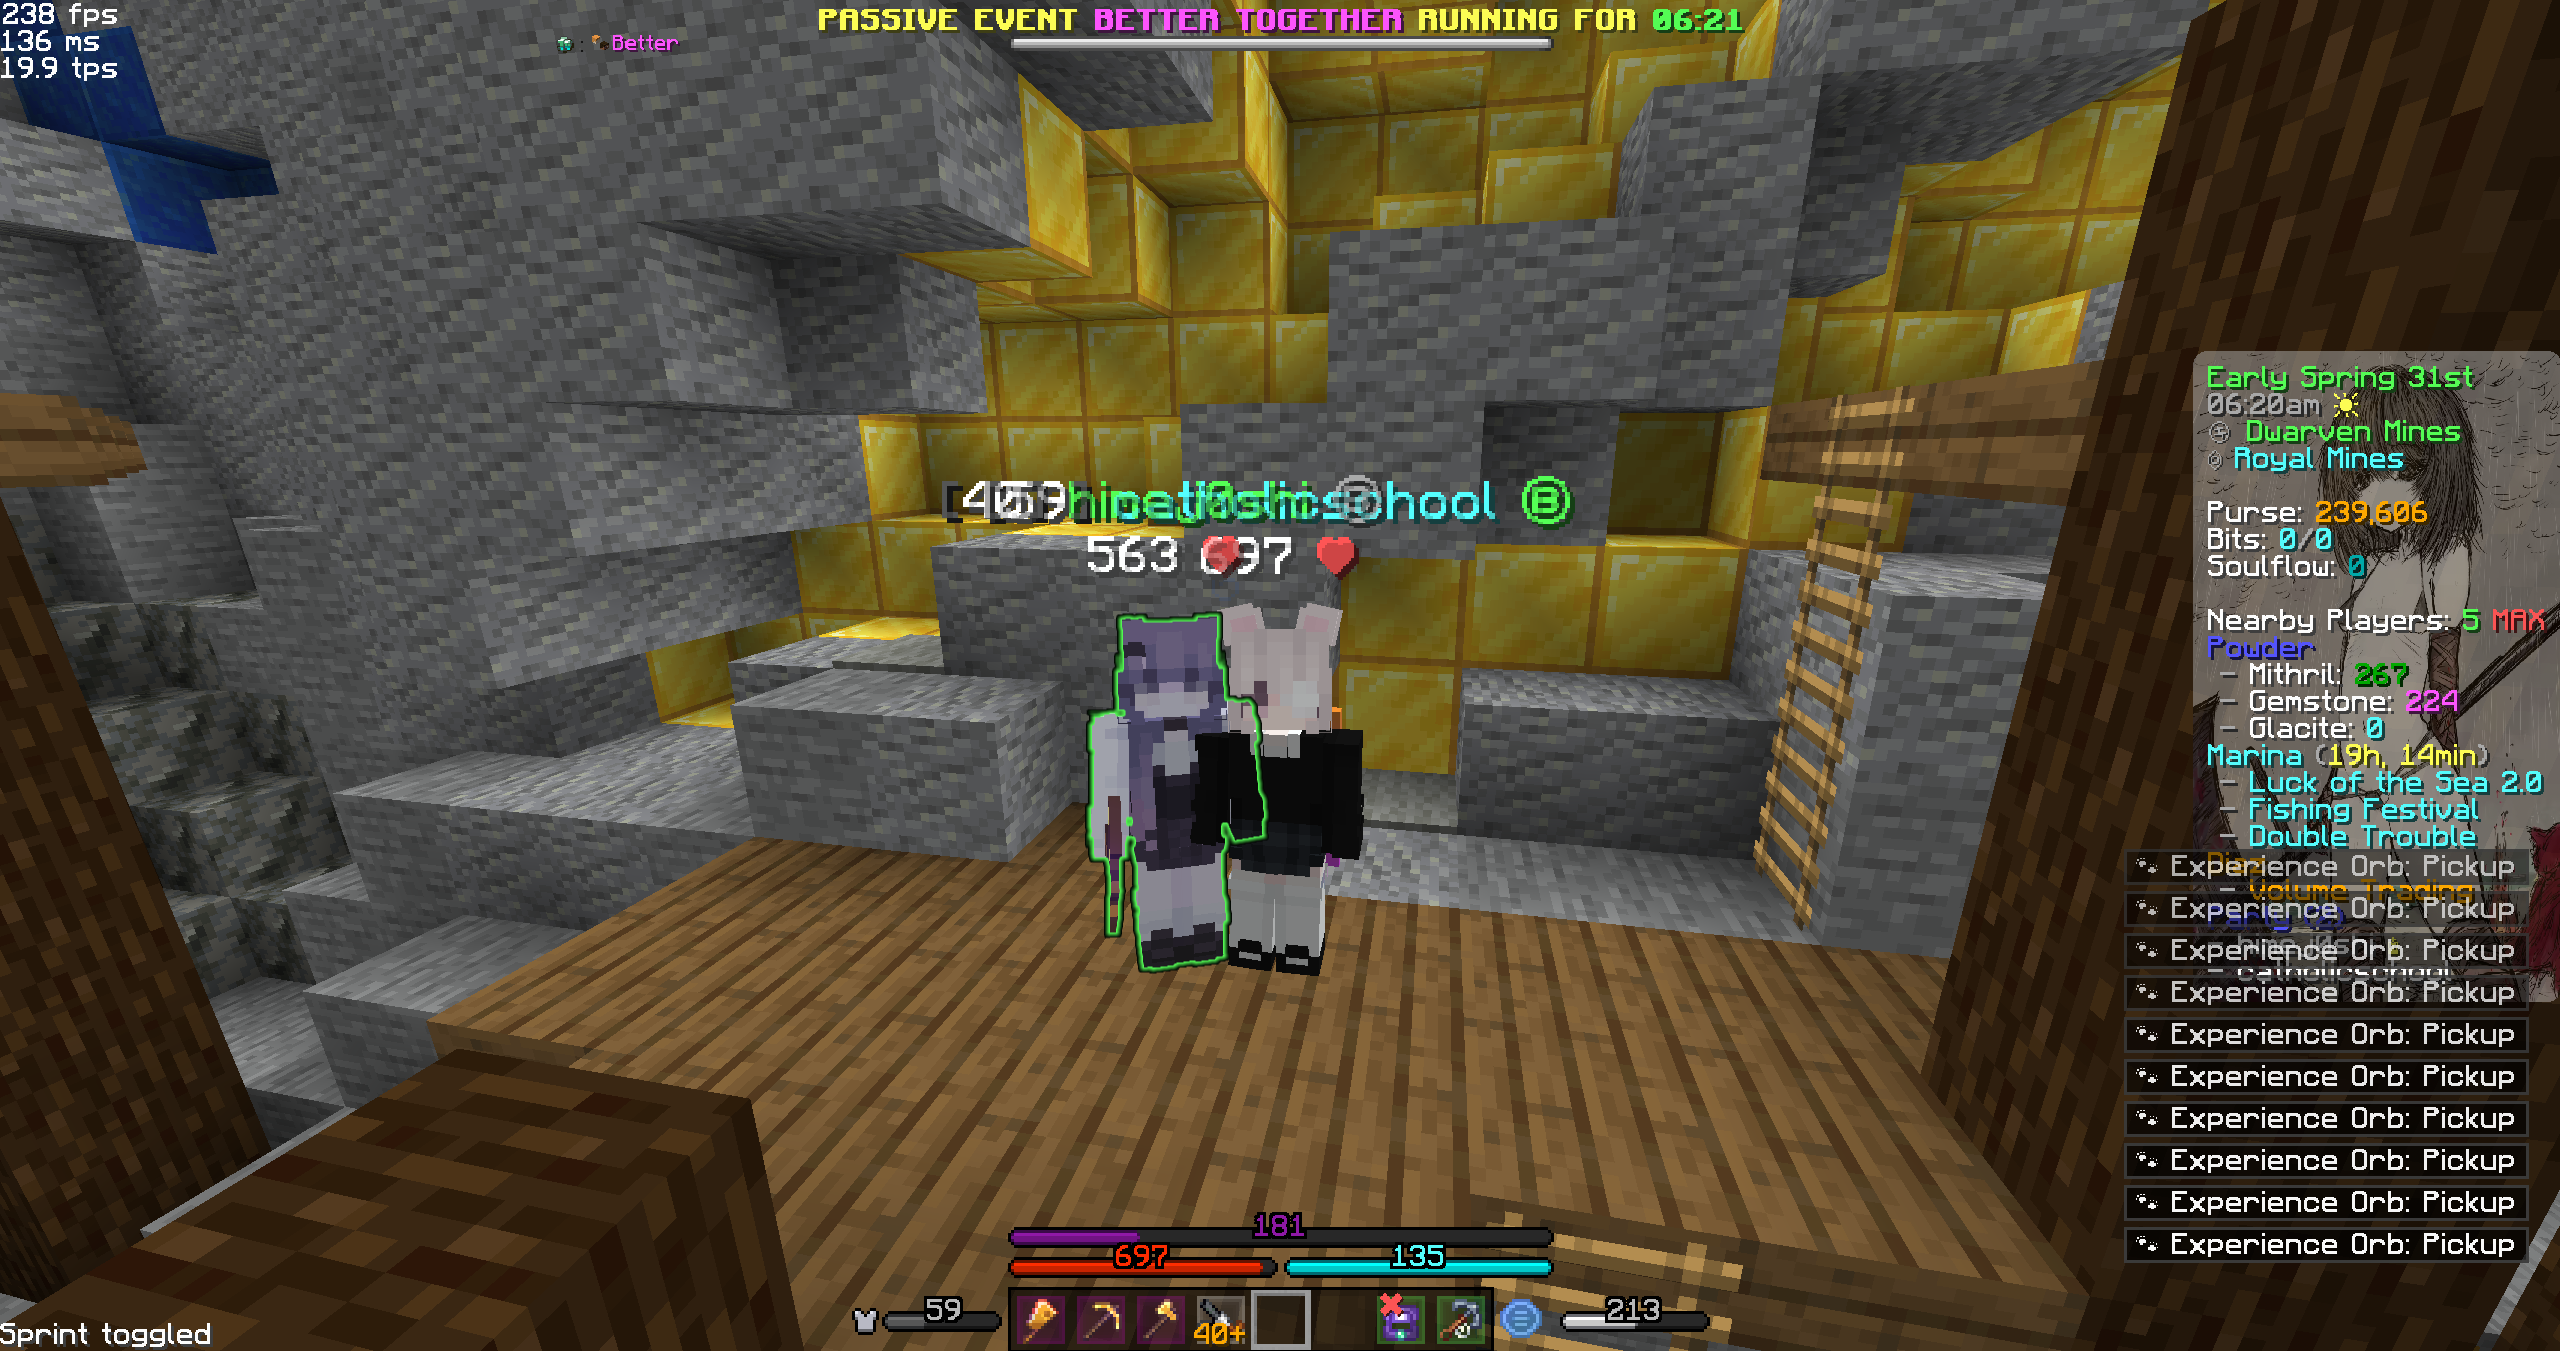 238 fps
136 ms
19.9 tps
: Better
PASSIVE EVENT BETTER TOGETHER RUNNING FOR 06:21
563 697
Early Spring 31st
06:20am
Dwarven Mines
Royal Mines
Purse: 239,606
Bits: 0/0
Soulflow: 0
Nearby Players: 5 MAX
Powder
- Mithril: 267
- Gemstone: 224
- Glacite: 0
Marina (19h, 14min)
- Luck of the Sea 2.0
- Fishing Festival
- Double Trouble
Experience Orb: Pickup
- Volume Trading
Experience Orb: Pickup
Experience Orb: Pickup
- catholicschool
Experience Orb: Pickup
Experience Orb: Pickup
Experience Orb: Pickup
Experience Orb: Pickup
Experience Orb: Pickup
Experience Orb: Pickup
Experience Orb: Pickup
181
697 135
59 40+ 213
Sprint toggled